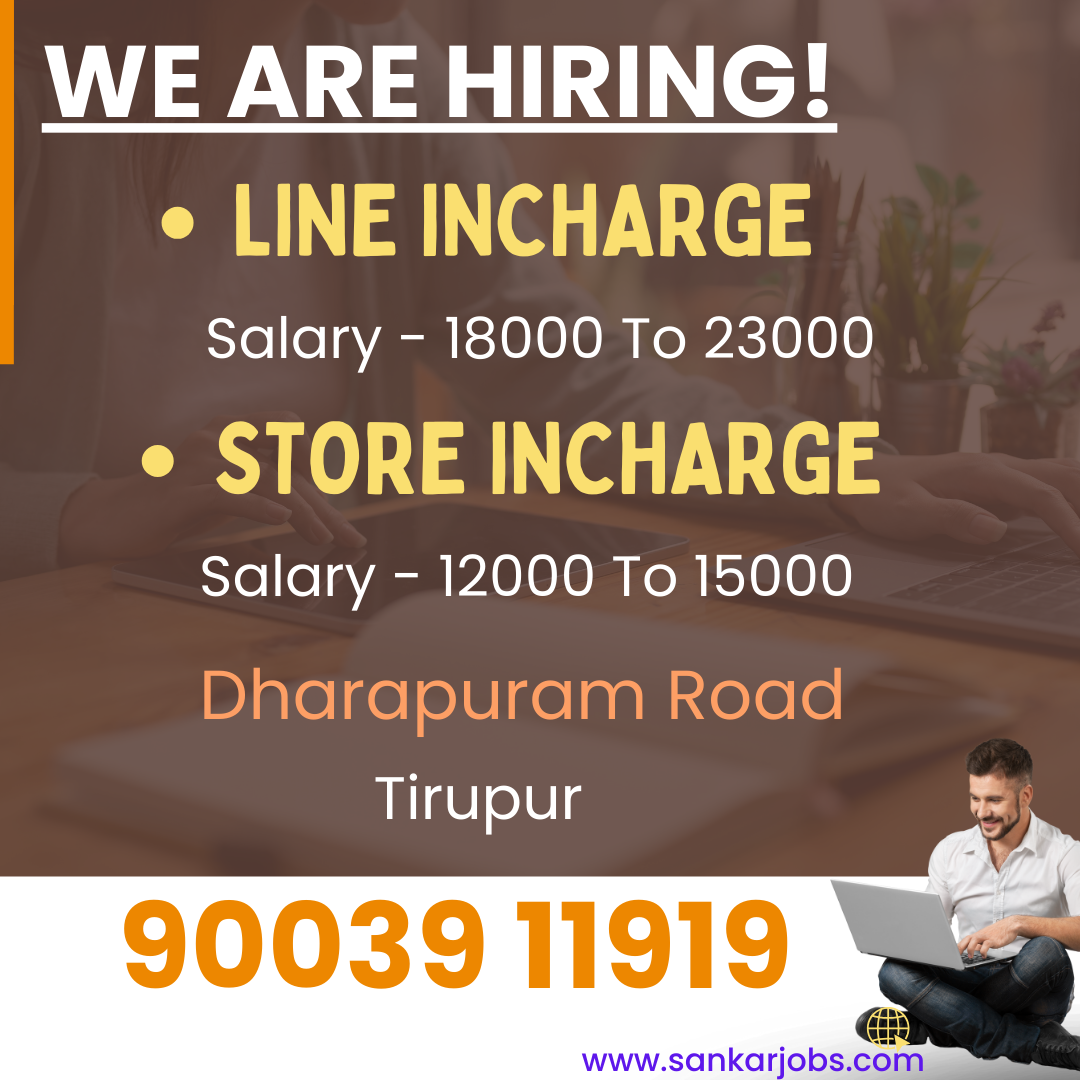 WE ARE HIRING!
• LINE INCHARGE
Salary - 18000 To 23000
• STORE INCHARGE
Salary - 12000 To 15000
Dharapuram Road
Tirupur
90039 11919
www.sankarjobs.com